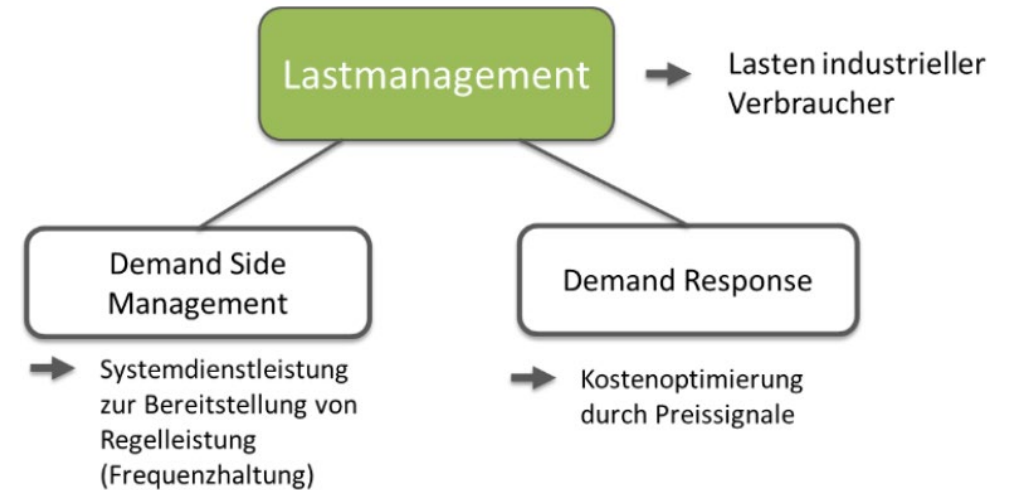 Lastmanagement
Lasten industrieller
Verbraucher
Demand Side
Management
Demand Response
Systemdienstleistung
zur Bereitstellung von
Regelleistung
(Frequenzhaltung)
Kostenoptimierung
durch Preissignale